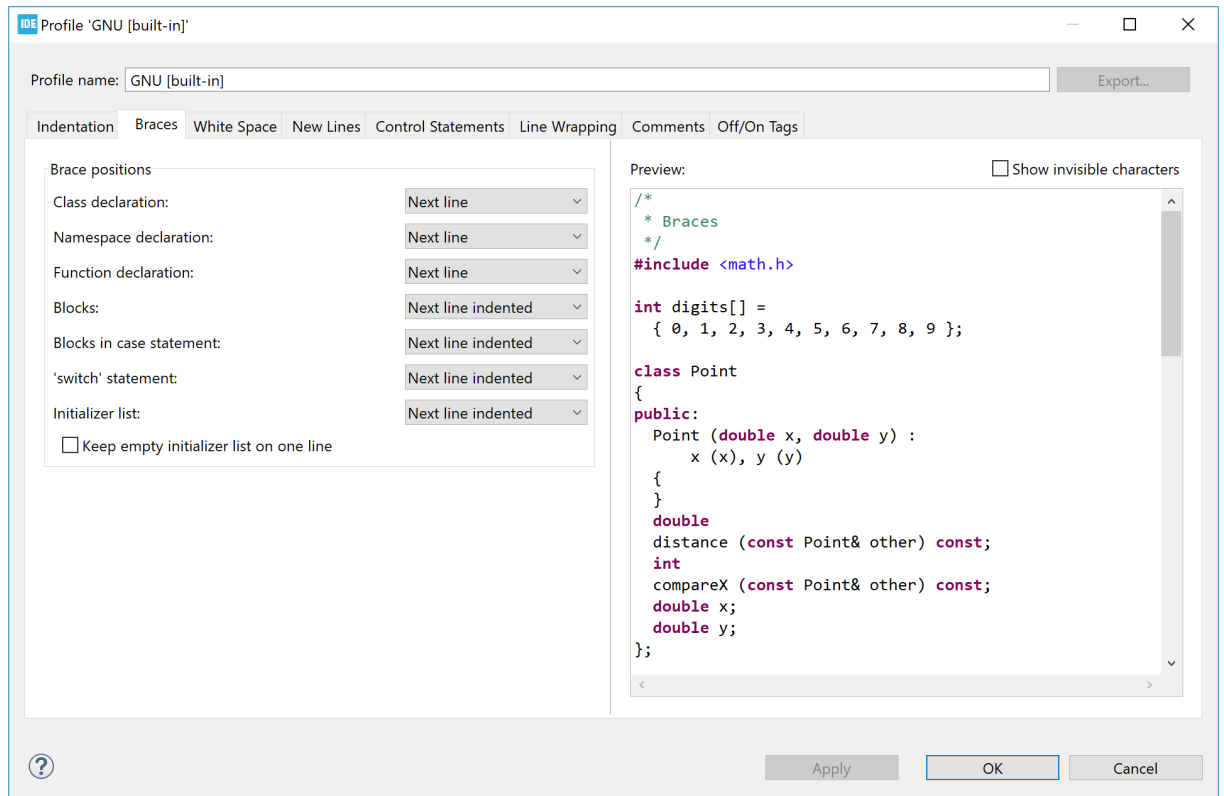 IDE Profile 'GNU [built-in]'
Profile name: GNU [built-in] Export...
Indentation Braces White Space New Lines Control Statements Line Wrapping Comments Off/On Tags
Brace positions
Class declaration: Next line
Namespace declaration: Next line
Function declaration: Next line
Blocks: Next line indented
Blocks in case statement: Next line indented
'switch' statement: Next line indented
Initializer list: Next line indented
Keep empty initializer list on one line
Preview: Show invisible characters
/*
 * Braces
 */
#include <math.h>

int digits[] =
  { 0, 1, 2, 3, 4, 5, 6, 7, 8, 9 };

class Point
{
public:
  Point (double x, double y) :
      x (x), y (y)
  {
  }
  double
  distance (const Point& other) const;
  int
  compareX (const Point& other) const;
  double x;
  double y;
};
? Apply OK Cancel